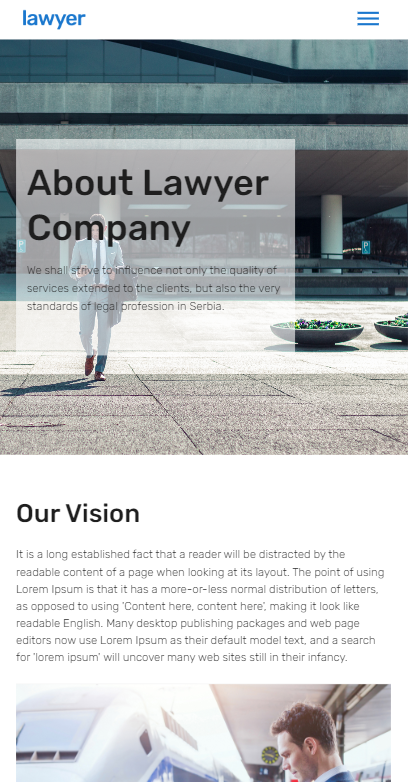 lawyer
About Lawyer
Company
We shall strive to influence not only the quality of
services extended to the clients, but also the very
standards of legal profession in Serbia.
P
P
Our Vision
It is a long established fact that a reader will be distracted by the
readable content of a page when looking at its layout. The point of using
Lorem Ipsum is that it has a more-or-less normal distribution of letters,
as opposed to using 'Content here, content here', making it look like
readable English. Many desktop publishing packages and web page
editors now use Lorem Ipsum as their default model text, and a search
for 'lorem ipsum' will uncover many web sites still in their infancy.